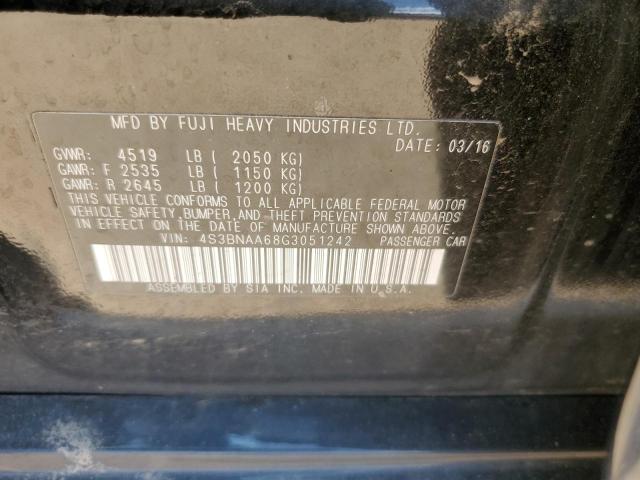 MFD BY FUJI HEAVY INDUSTRIES LTD.
DATE: 03/16
GVWR: 4519 LB ( 2050 KG)
GAWR: F 2535 LB ( 1150 KG)
GAWR: R 2645 LB ( 1200 KG)
THIS VEHICLE CONFORMS TO ALL APPLICABLE FEDERAL MOTOR
VEHICLE SAFETY,BUMPER,AND THEFT PREVENTION STANDARDS
IN EFFECT ON THE DATE OF MANUFACTURE SHOWN ABOVE.
VIN: 4S3BNAA68G3051242 PASSENGER CAR
ASSEMBLED BY SIA INC. MADE IN U.S.A.